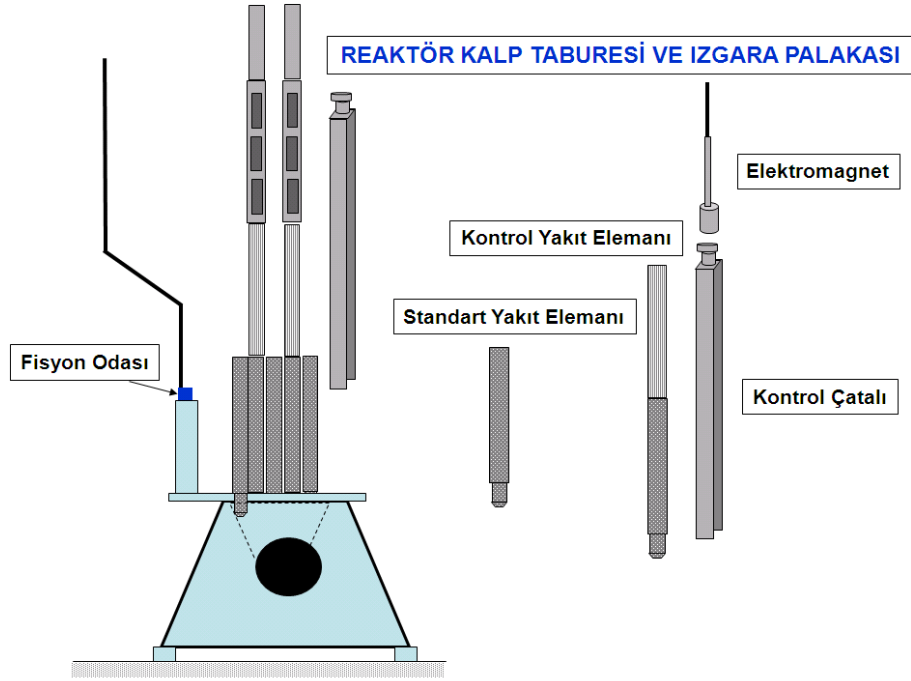 REAKTÖR KALP TABURESİ VE IZGARA PALAKASI
Elektromagnet
Kontrol Yakıt Elemanı
Standart Yakıt Elemanı
Fisyon Odası
Kontrol Çatalı